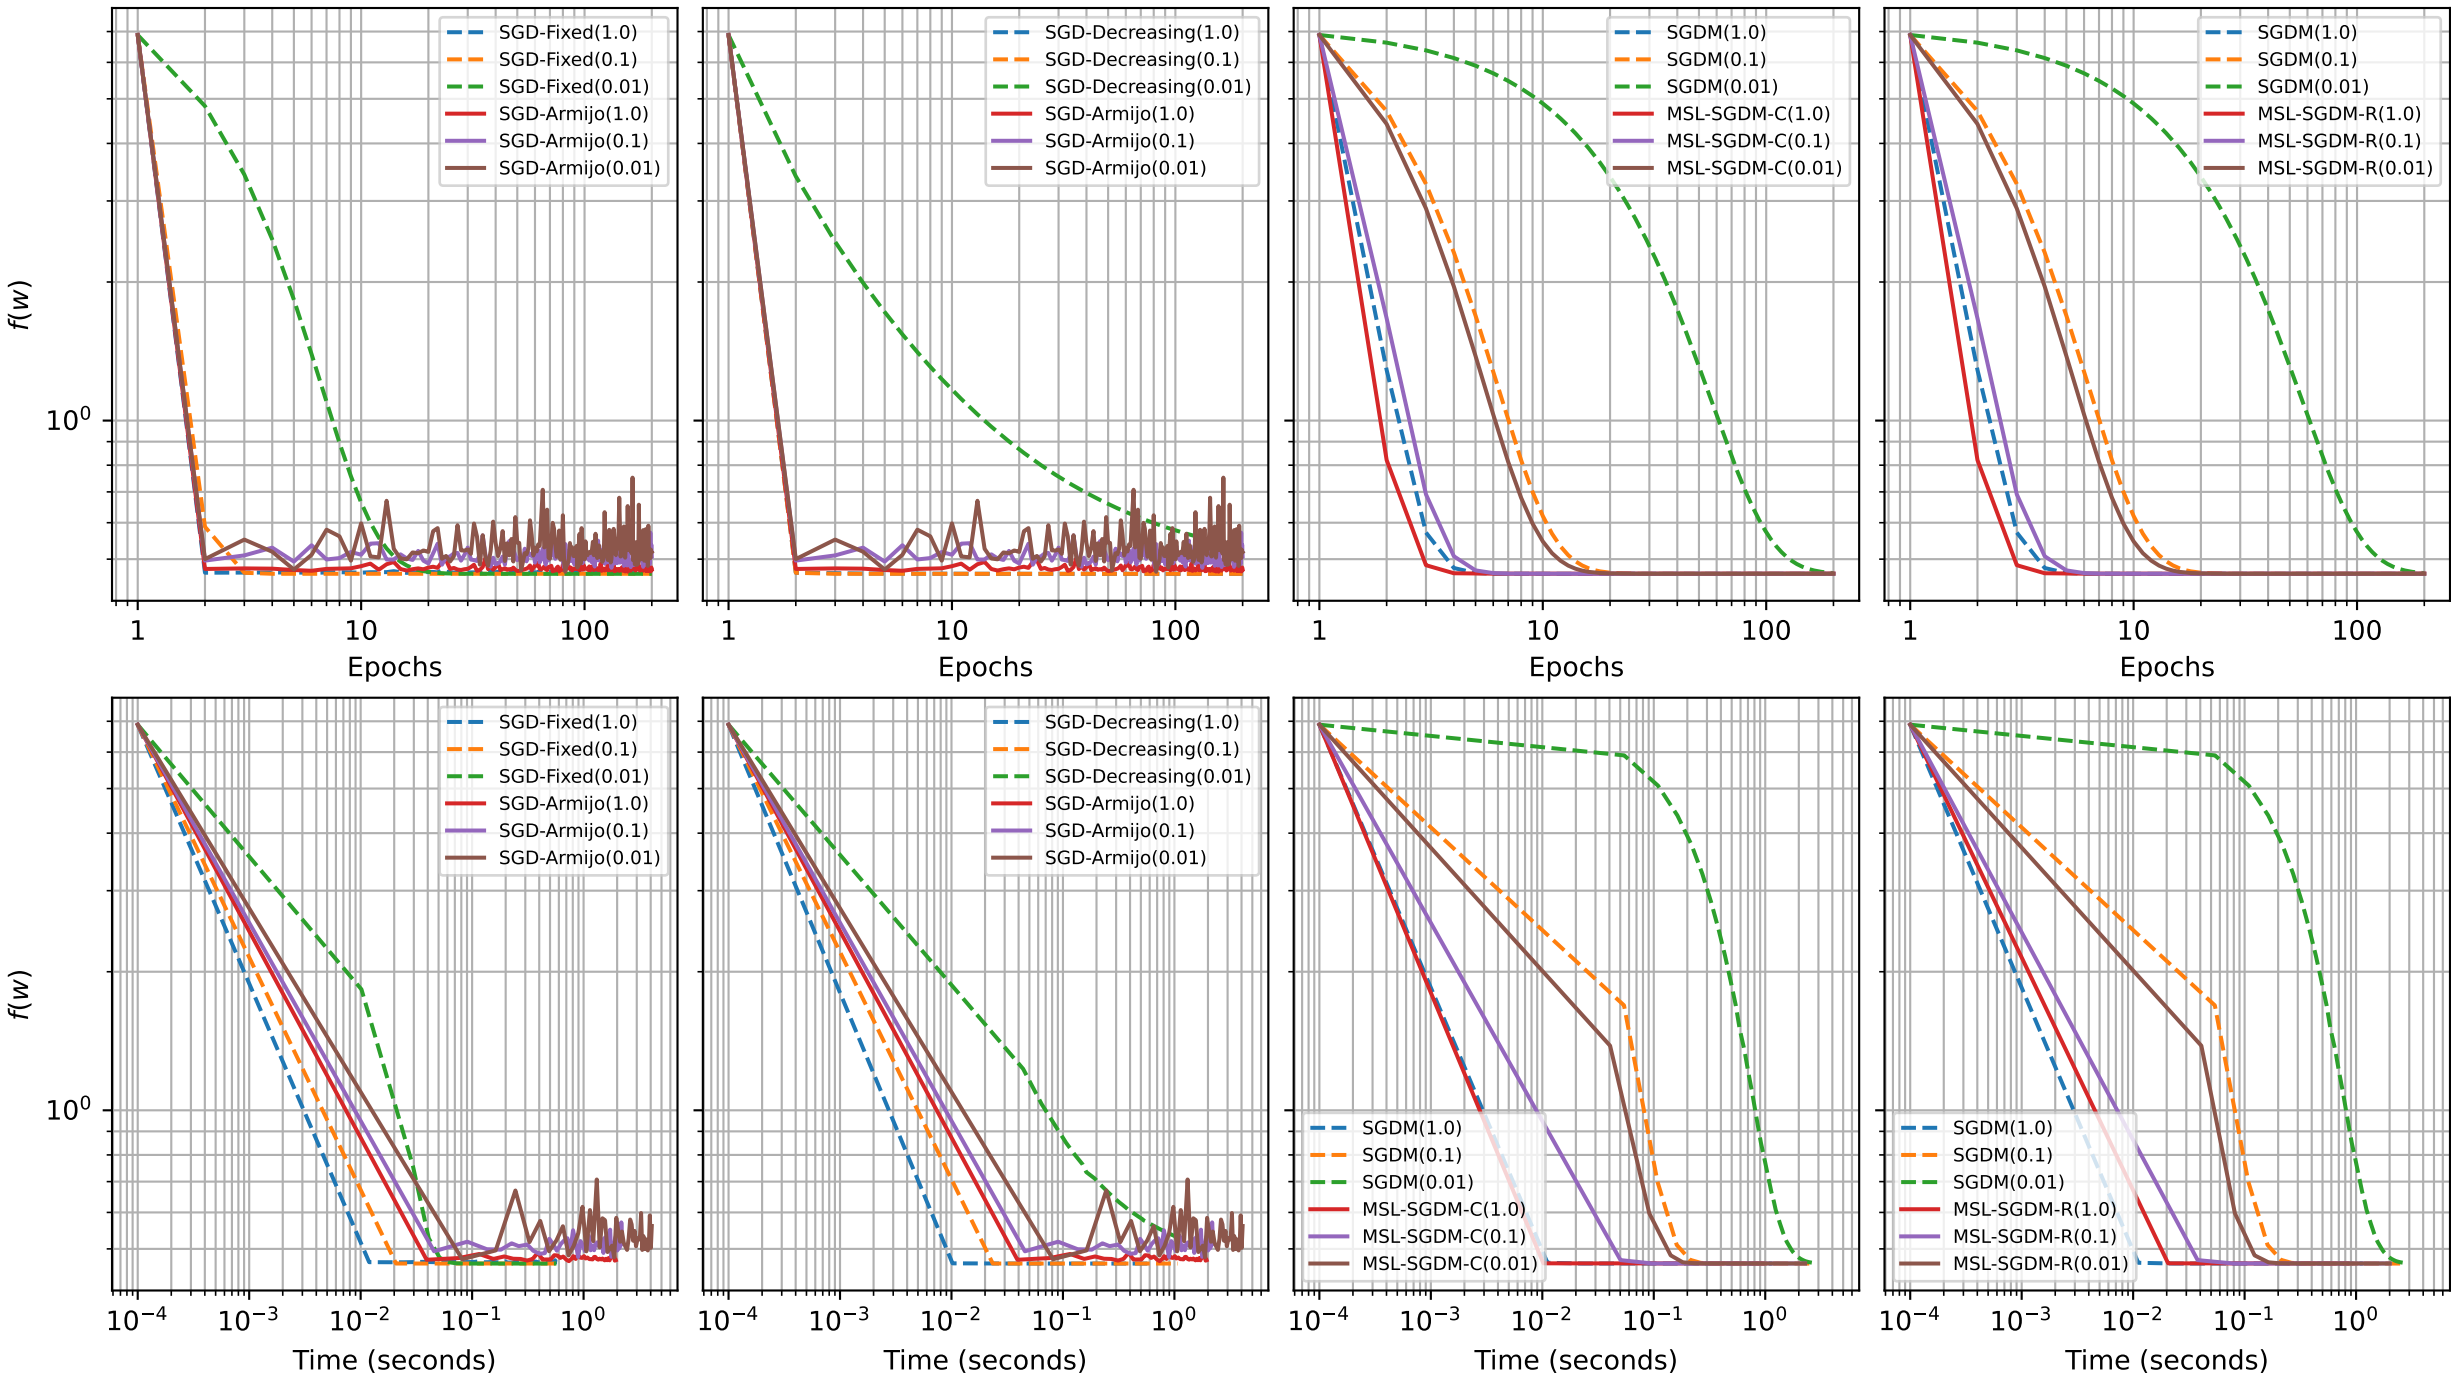 SGD-Fixed(1.0)
SGD-Fixed(0.1)
SGD-Fixed(0.01)
SGD-Armijo(1.0)
SGD-Armijo(0.1)
SGD-Armijo(0.01)
f(w)
10⁰
1 10 100
Epochs
SGD-Decreasing(1.0)
SGD-Decreasing(0.1)
SGD-Decreasing(0.01)
SGD-Armijo(1.0)
SGD-Armijo(0.1)
SGD-Armijo(0.01)
1 10 100
Epochs
SGDM(1.0)
SGDM(0.1)
SGDM(0.01)
MSL-SGDM-C(1.0)
MSL-SGDM-C(0.1)
MSL-SGDM-C(0.01)
1 10 100
Epochs
SGDM(1.0)
SGDM(0.1)
SGDM(0.01)
MSL-SGDM-R(1.0)
MSL-SGDM-R(0.1)
MSL-SGDM-R(0.01)
1 10 100
Epochs
SGD-Fixed(1.0)
SGD-Fixed(0.1)
SGD-Fixed(0.01)
SGD-Armijo(1.0)
SGD-Armijo(0.1)
SGD-Armijo(0.01)
f(w)
10⁰
10⁻⁴ 10⁻³ 10⁻² 10⁻¹ 10⁰
Time (seconds)
SGD-Decreasing(1.0)
SGD-Decreasing(0.1)
SGD-Decreasing(0.01)
SGD-Armijo(1.0)
SGD-Armijo(0.1)
SGD-Armijo(0.01)
10⁻⁴ 10⁻³ 10⁻² 10⁻¹ 10⁰
Time (seconds)
SGDM(1.0)
SGDM(0.1)
SGDM(0.01)
MSL-SGDM-C(1.0)
MSL-SGDM-C(0.1)
MSL-SGDM-C(0.01)
10⁻⁴ 10⁻³ 10⁻² 10⁻¹ 10⁰
Time (seconds)
SGDM(1.0)
SGDM(0.1)
SGDM(0.01)
MSL-SGDM-R(1.0)
MSL-SGDM-R(0.1)
MSL-SGDM-R(0.01)
10⁻⁴ 10⁻³ 10⁻² 10⁻¹ 10⁰
Time (seconds)